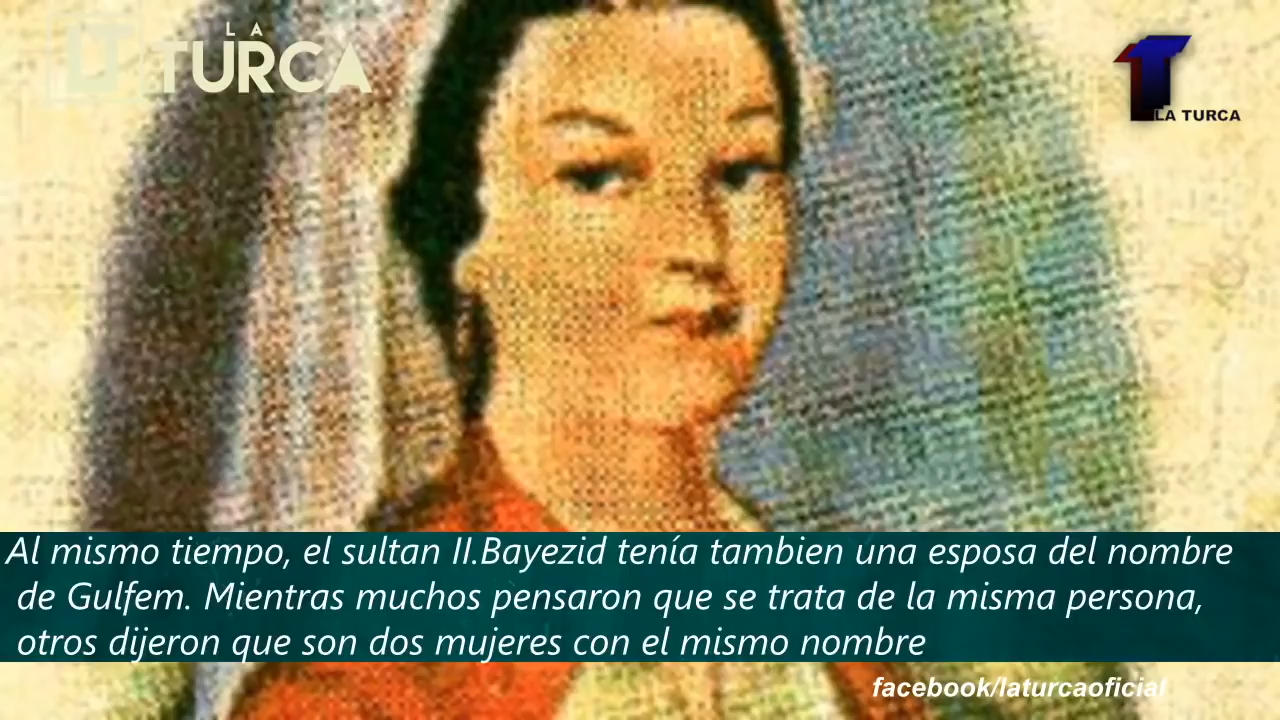 LA
TURCA
LA TURCA
Al mismo tiempo, el sultan II.Bayezid tenía tambien una esposa del nombre
de Gulfem. Mientras muchos pensaron que se trata de la misma persona,
otros dijeron que son dos mujeres con el mismo nombre
facebook/laturcaoficial